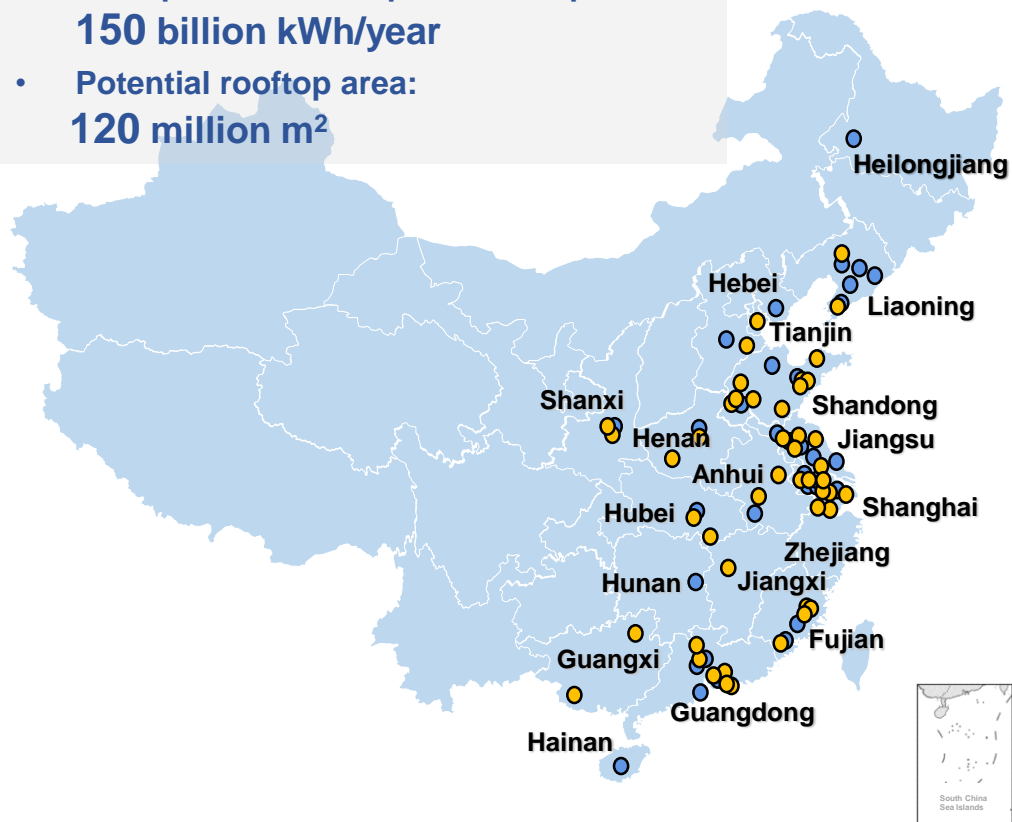 150 billion kWh/year
• Potential rooftop area:
120 million m²
Heilongjiang
Hebei
Liaoning
Tianjin
Shanxi
Shandong
Henan
Jiangsu
Anhui
Hubei
Shanghai
Zhejiang
Hunan
Jiangxi
Fujian
Guangxi
Guangdong
Hainan
South China
Sea Islands